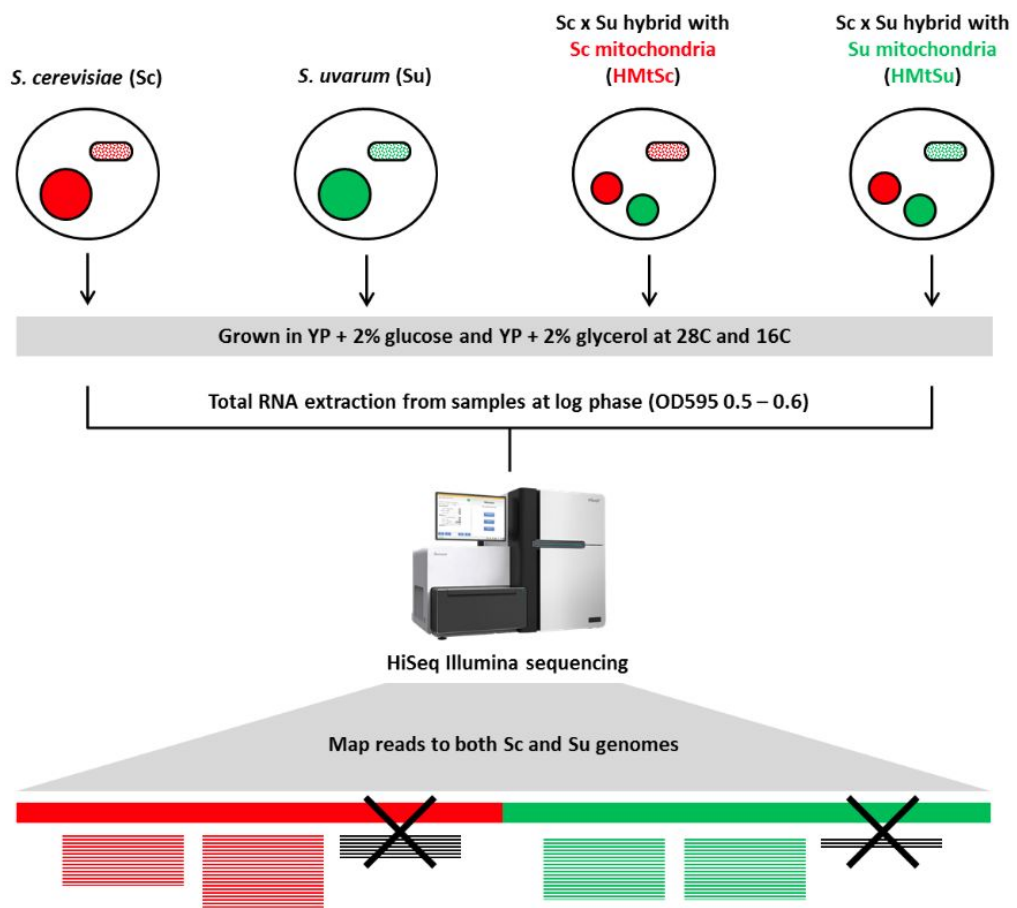 Sc x Su hybrid with
Sc mitochondria
(HMtSc)
Sc x Su hybrid with
Su mitochondria
(HMtSu)
S. cerevisiae (Sc)
S. uvarum (Su)
Grown in YP + 2% glucose and YP + 2% glycerol at 28C and 16C
Total RNA extraction from samples at log phase (OD595 0.5 – 0.6)
HiSeq Illumina sequencing
Map reads to both Sc and Su genomes